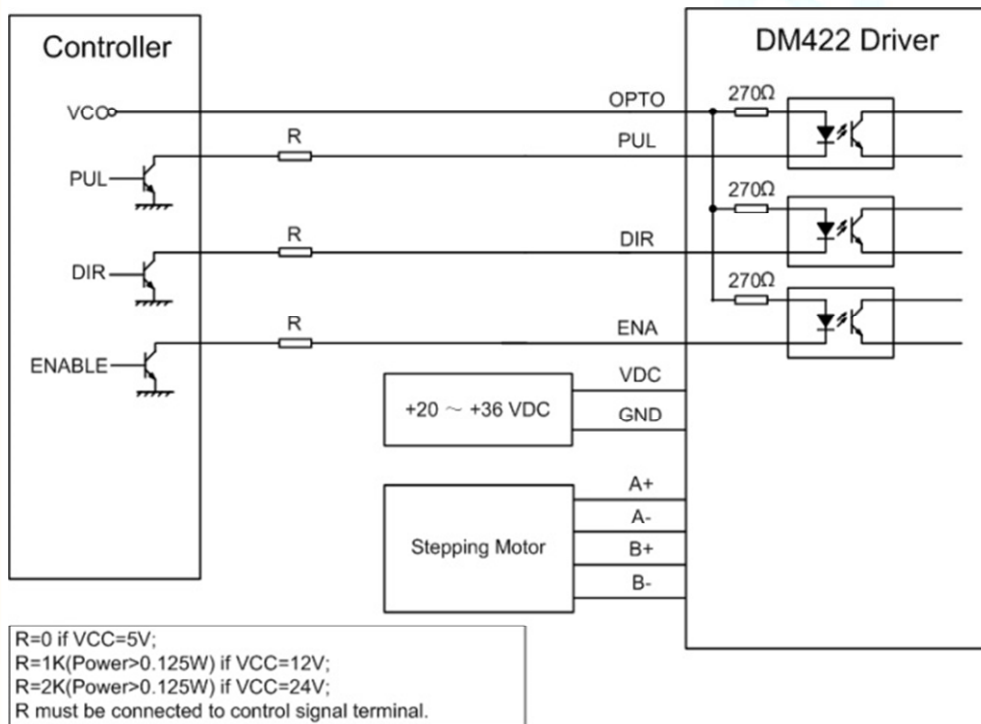 Controller
DM422 Driver
VCC
OPTO
270Ω
PUL
R
PUL
270Ω
DIR
R
DIR
270Ω
ENABLE
R
ENA
+20 ～ +36 VDC
VDC
GND
Stepping Motor
A+
A-
B+
B-
R=0 if VCC=5V;
R=1K(Power>0.125W) if VCC=12V;
R=2K(Power>0.125W) if VCC=24V;
R must be connected to control signal terminal.